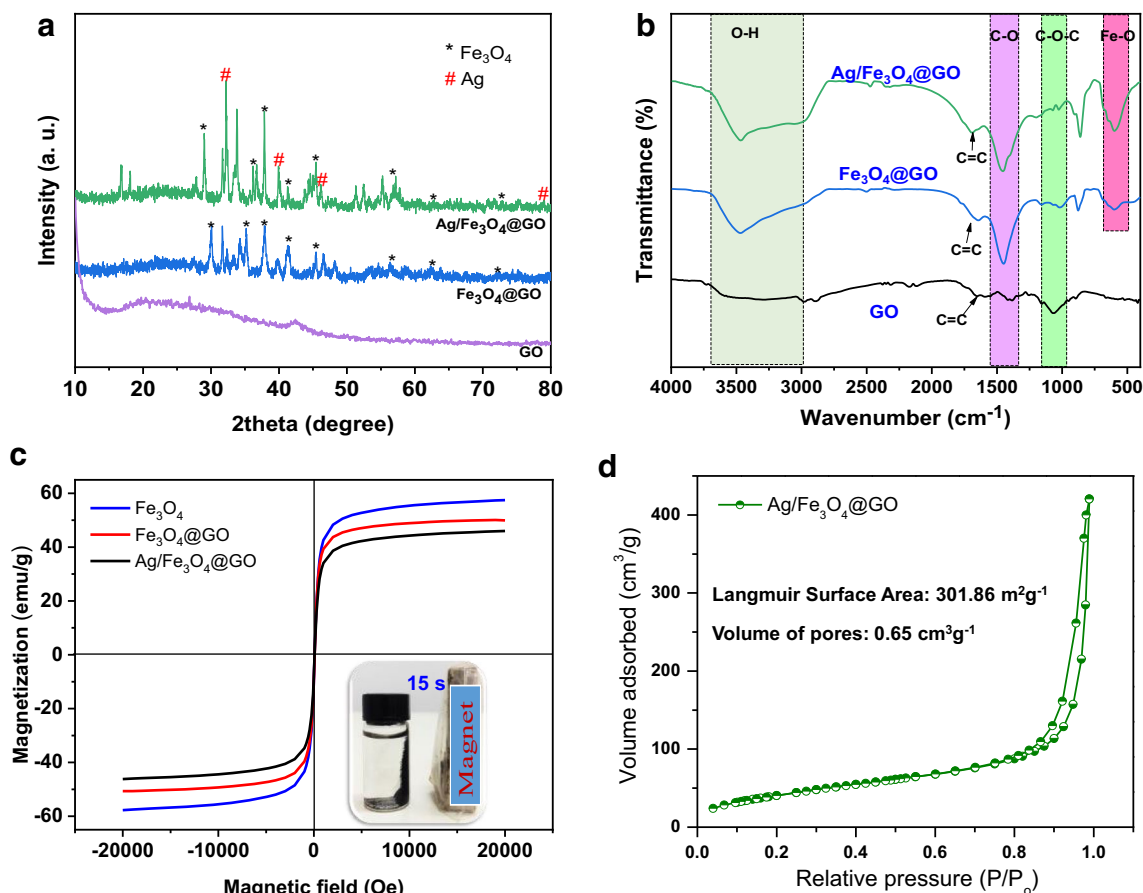 a
* Fe₃O₄
# Ag
#
*
*
*
*
*
#
*
#
*
*
*
#
Ag/Fe₃O₄@GO
*
*
*
*
*
*
*
*
Fe₃O₄@GO
GO
Intensity (a. u.)
10 20 30 40 50 60 70 80
2theta (degree)
b
O-H
C-O
C-O-C
Fe-O
Ag/Fe₃O₄@GO
C=C
Fe₃O₄@GO
C=C
GO
C=C
Transmittance (%)
4000 3500 3000 2500 2000 1500 1000 500
Wavenumber (cm⁻¹)
c
60
40
20
0
-20
-40
-60
Magnetization (emu/g)
Fe₃O₄
Fe₃O₄@GO
Ag/Fe₃O₄@GO
15 s
Magnet
-20000 -10000 0 10000 20000
Magnetic field (Oe)
d
400
300
200
100
0
Volume adsorbed (cm³/g)
Ag/Fe₃O₄@GO
Langmuir Surface Area: 301.86 m²g⁻¹
Volume of pores: 0.65 cm³g⁻¹
0.0 0.2 0.4 0.6 0.8 1.0
Relative pressure (P/Pₒ)